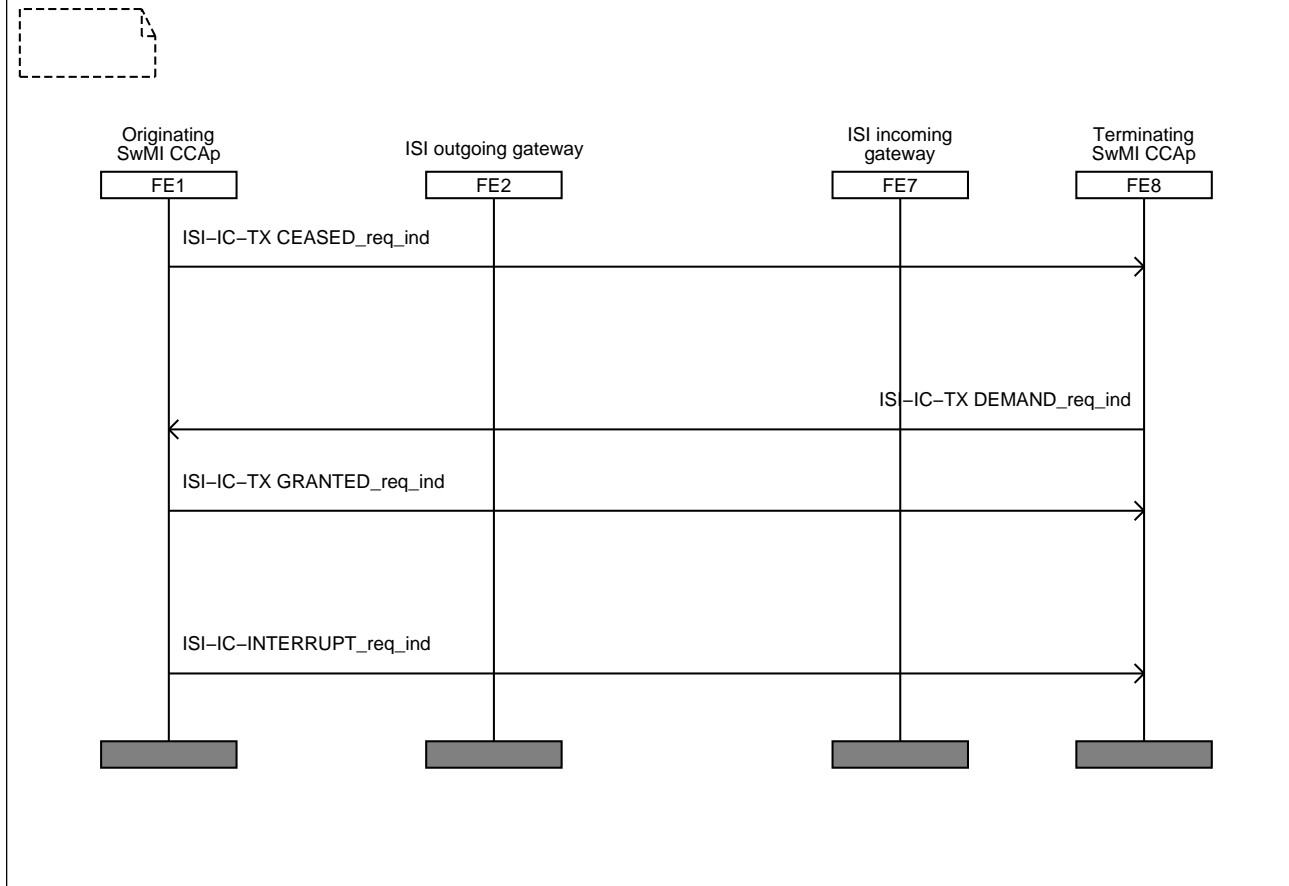 Originating
SwMI CCAp
ISI outgoing gateway
ISI incoming
gateway
Terminating
SwMI CCAp
FE1
FE2
FE7
FE8
ISI−IC−TX CEASED_req_ind
ISI−IC−TX DEMAND_req_ind
ISI−IC−TX GRANTED_req_ind
ISI−IC−INTERRUPT_req_ind